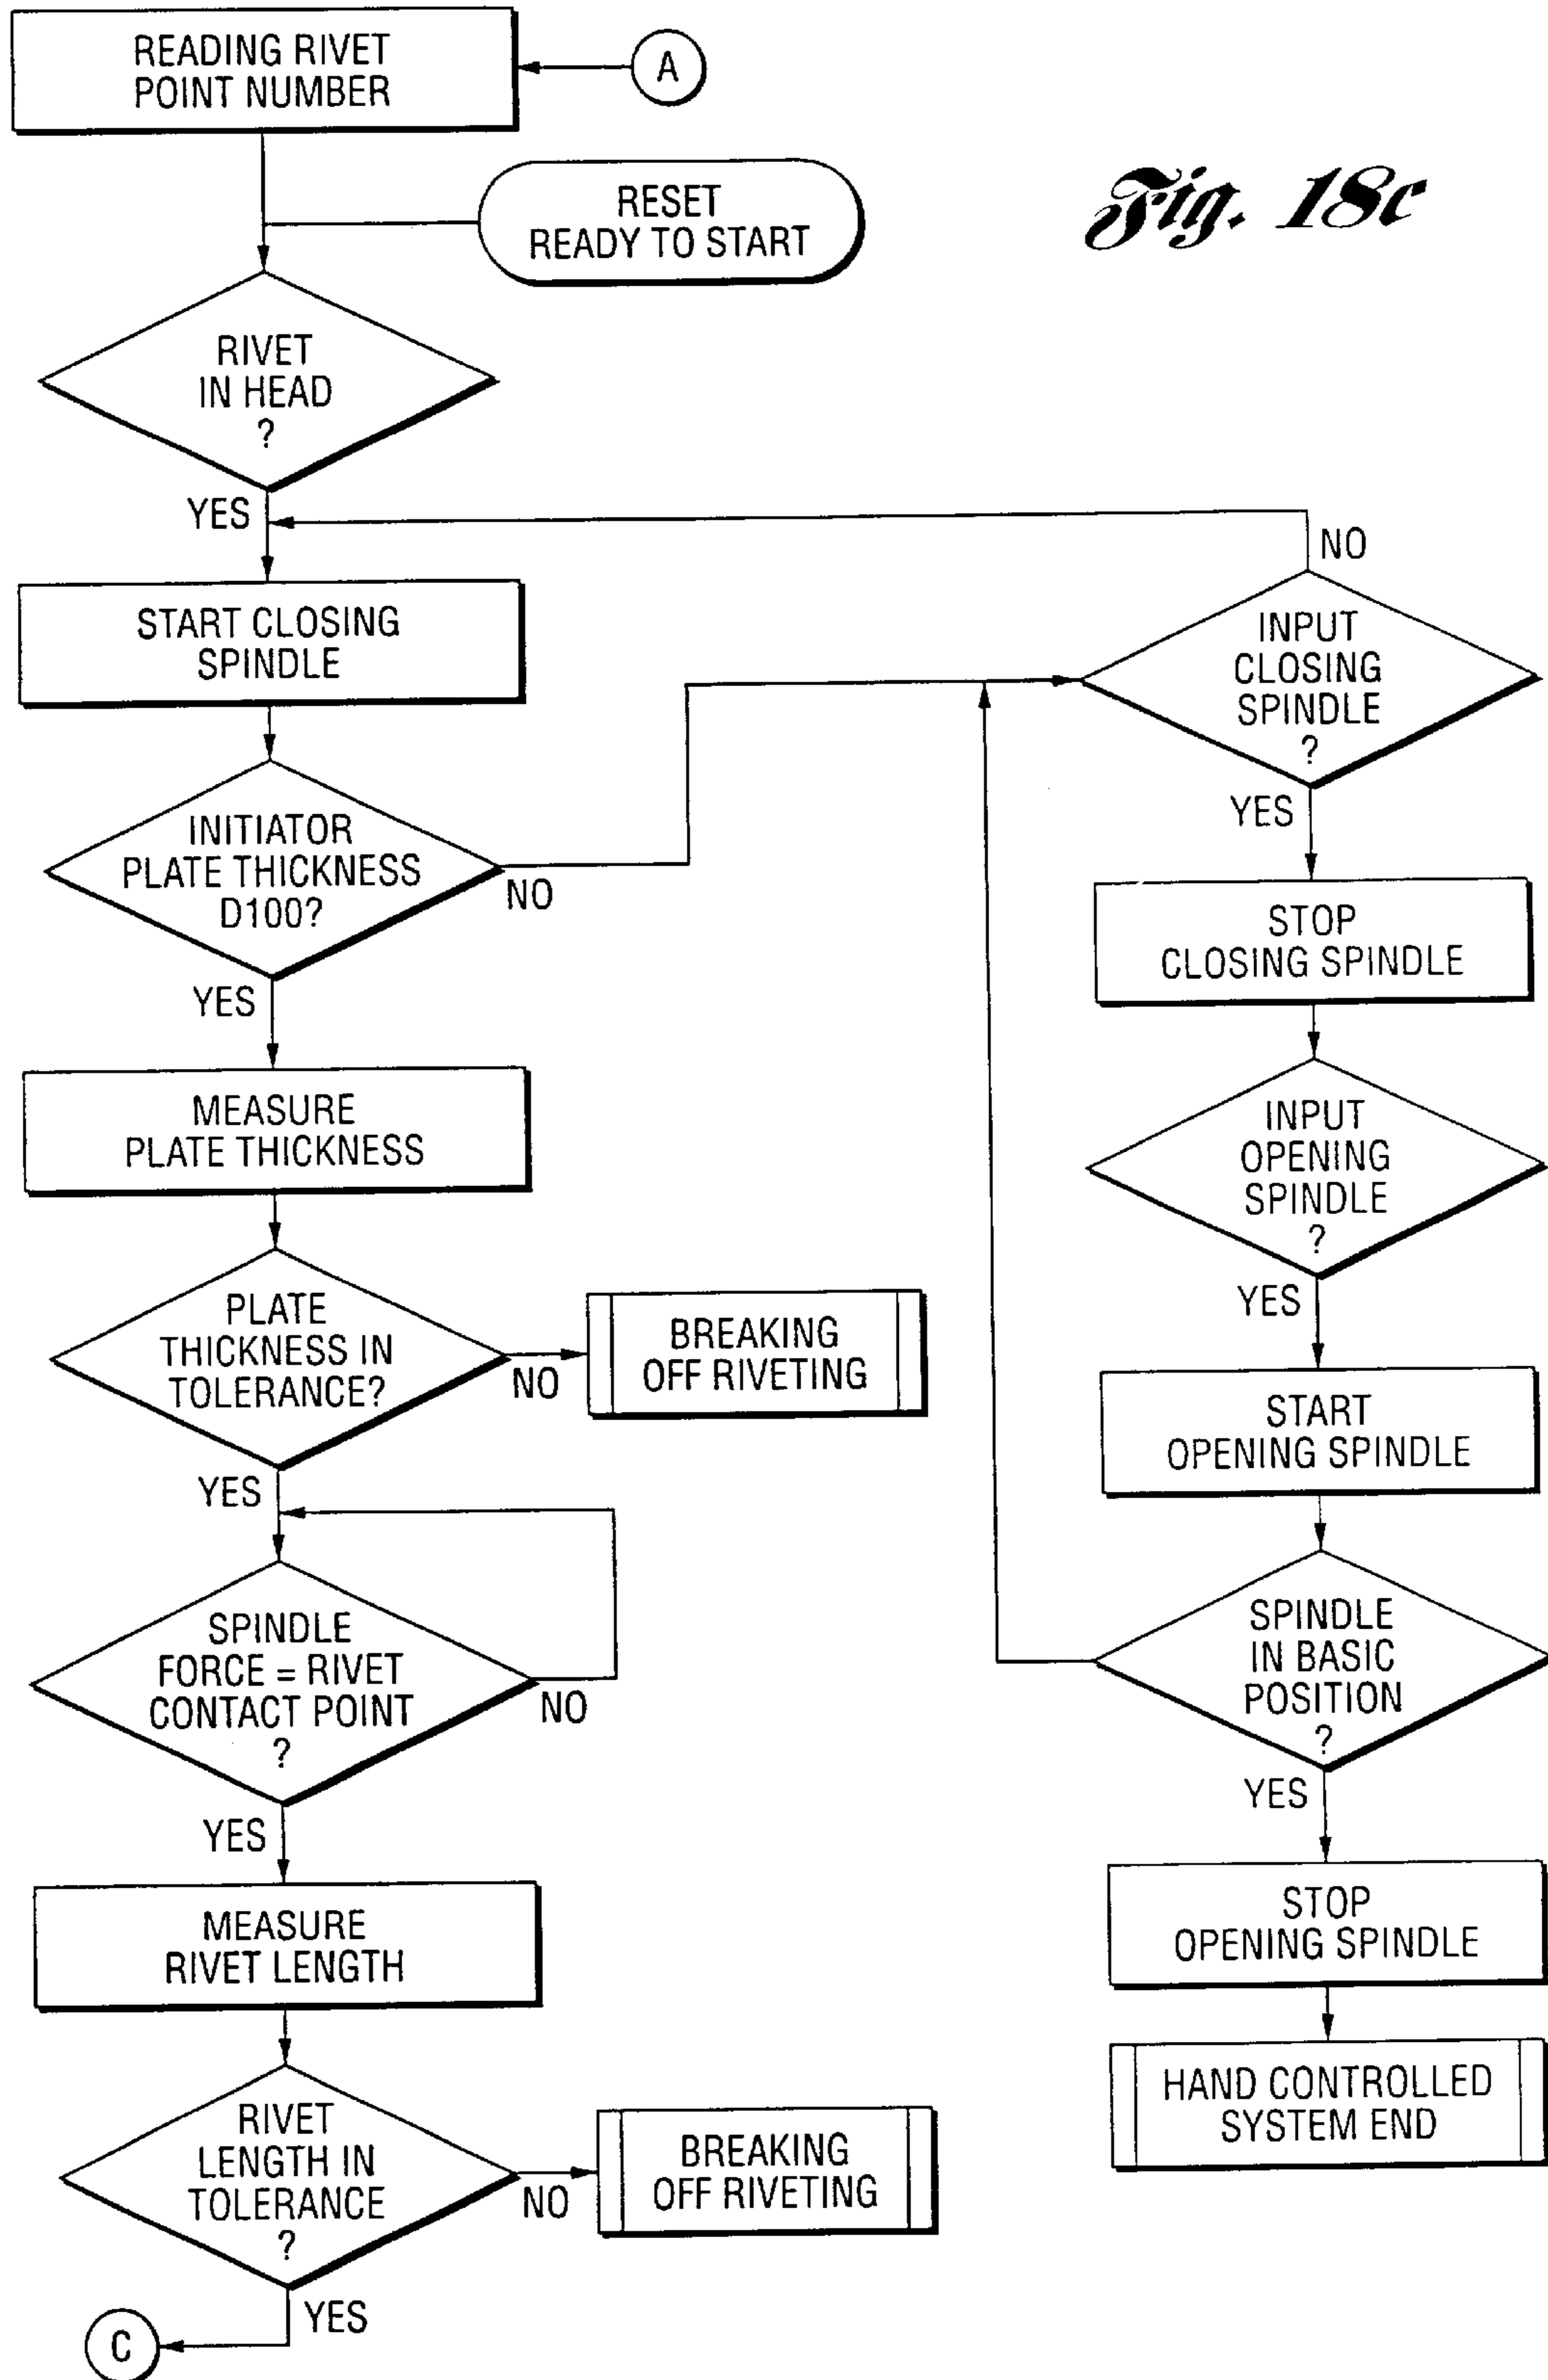 READING RIVET
POINT NUMBER
A
RESET
READY TO START
Fig. 18c
RIVET
IN HEAD
?
YES
START CLOSING
SPINDLE
INITIATOR
PLATE THICKNESS
D100?
NO
YES
MEASURE
PLATE THICKNESS
PLATE
THICKNESS IN
TOLERANCE?
NO
BREAKING
OFF RIVETING
YES
SPINDLE
FORCE = RIVET
CONTACT POINT
?
NO
YES
MEASURE
RIVET LENGTH
RIVET
LENGTH IN
TOLERANCE
?
NO
BREAKING
OFF RIVETING
YES
C
NO
INPUT
CLOSING
SPINDLE
?
YES
STOP
CLOSING SPINDLE
INPUT
OPENING
SPINDLE
?
YES
START
OPENING SPINDLE
SPINDLE
IN BASIC
POSITION
?
YES
STOP
OPENING SPINDLE
HAND CONTROLLED
SYSTEM END